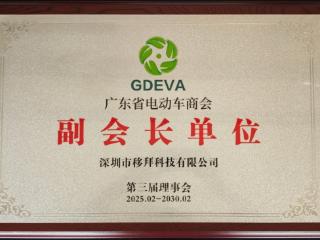 GDEVA
广东省电动车商会
副会长单位
深圳市移拜科技有限公司
第三届理事会
2025.02-2030.02